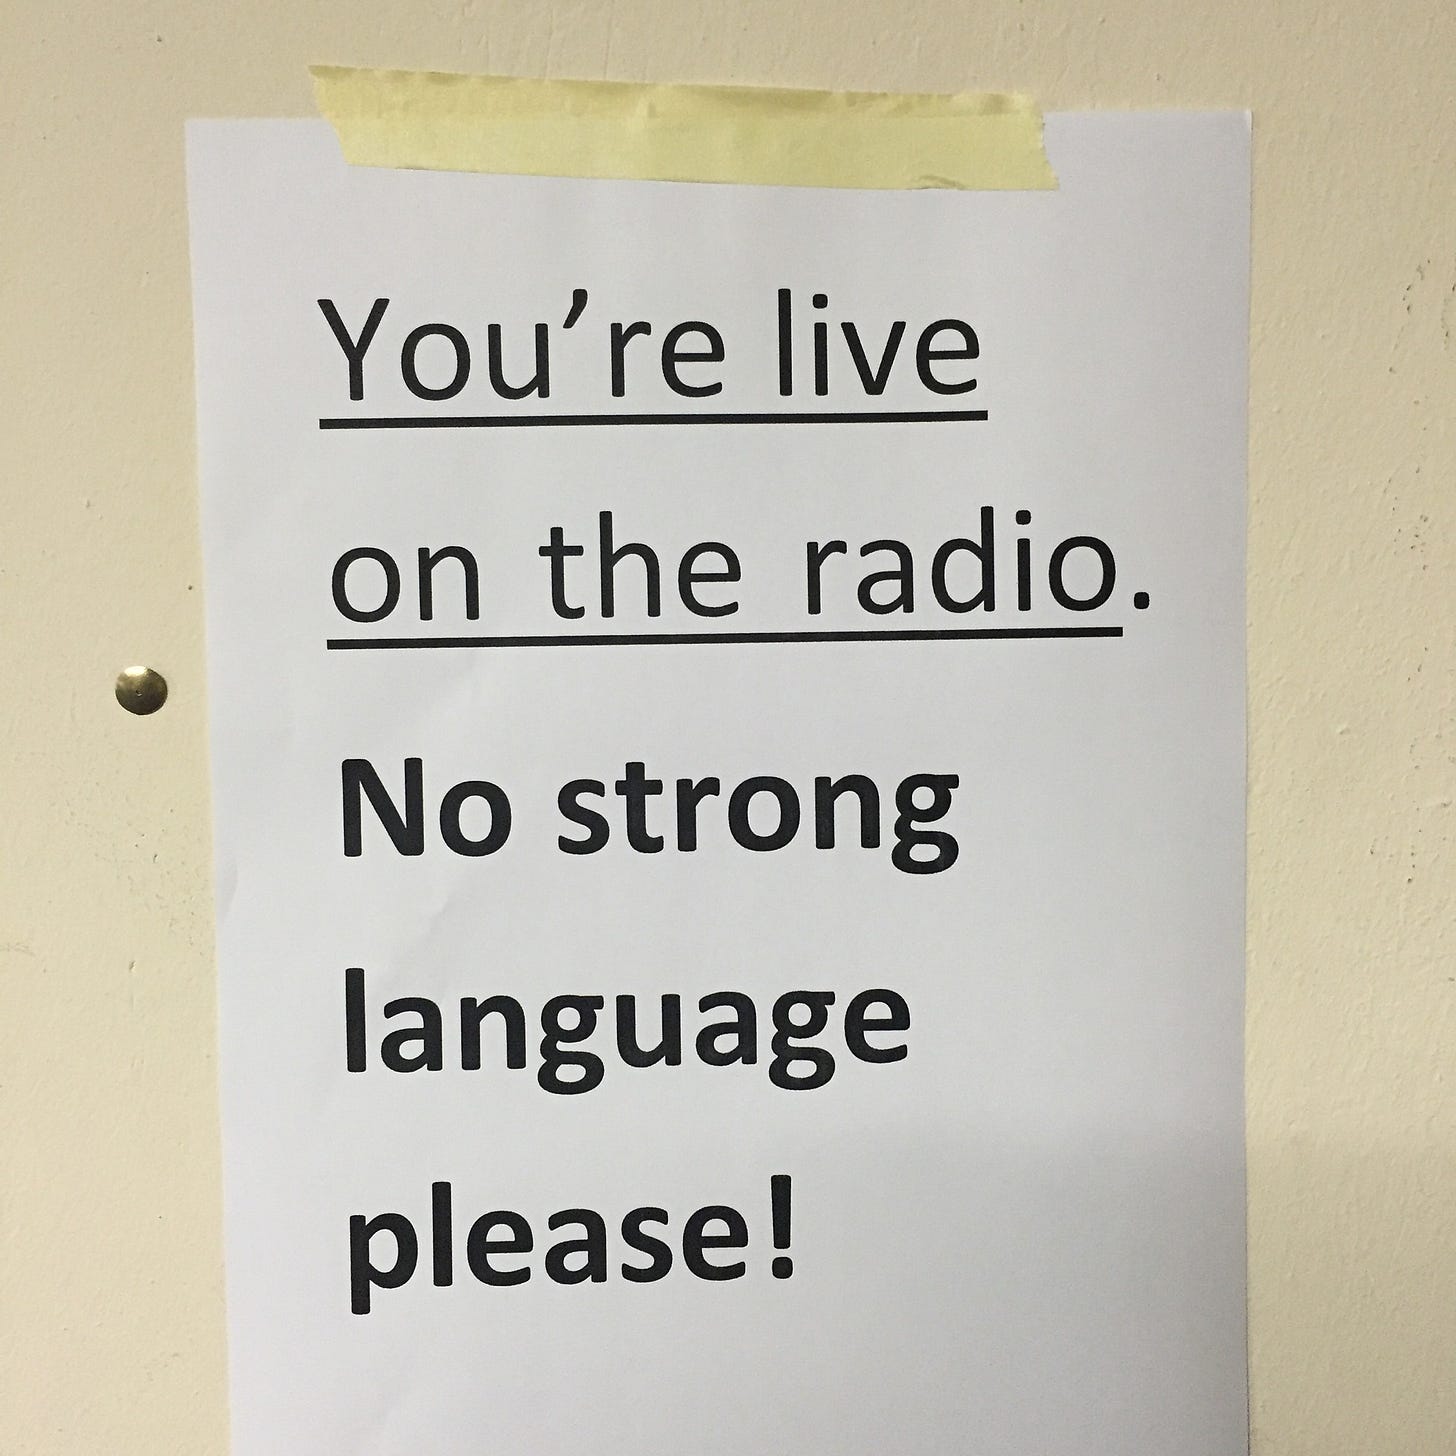 You’re live
on the radio.
No strong
language
please!